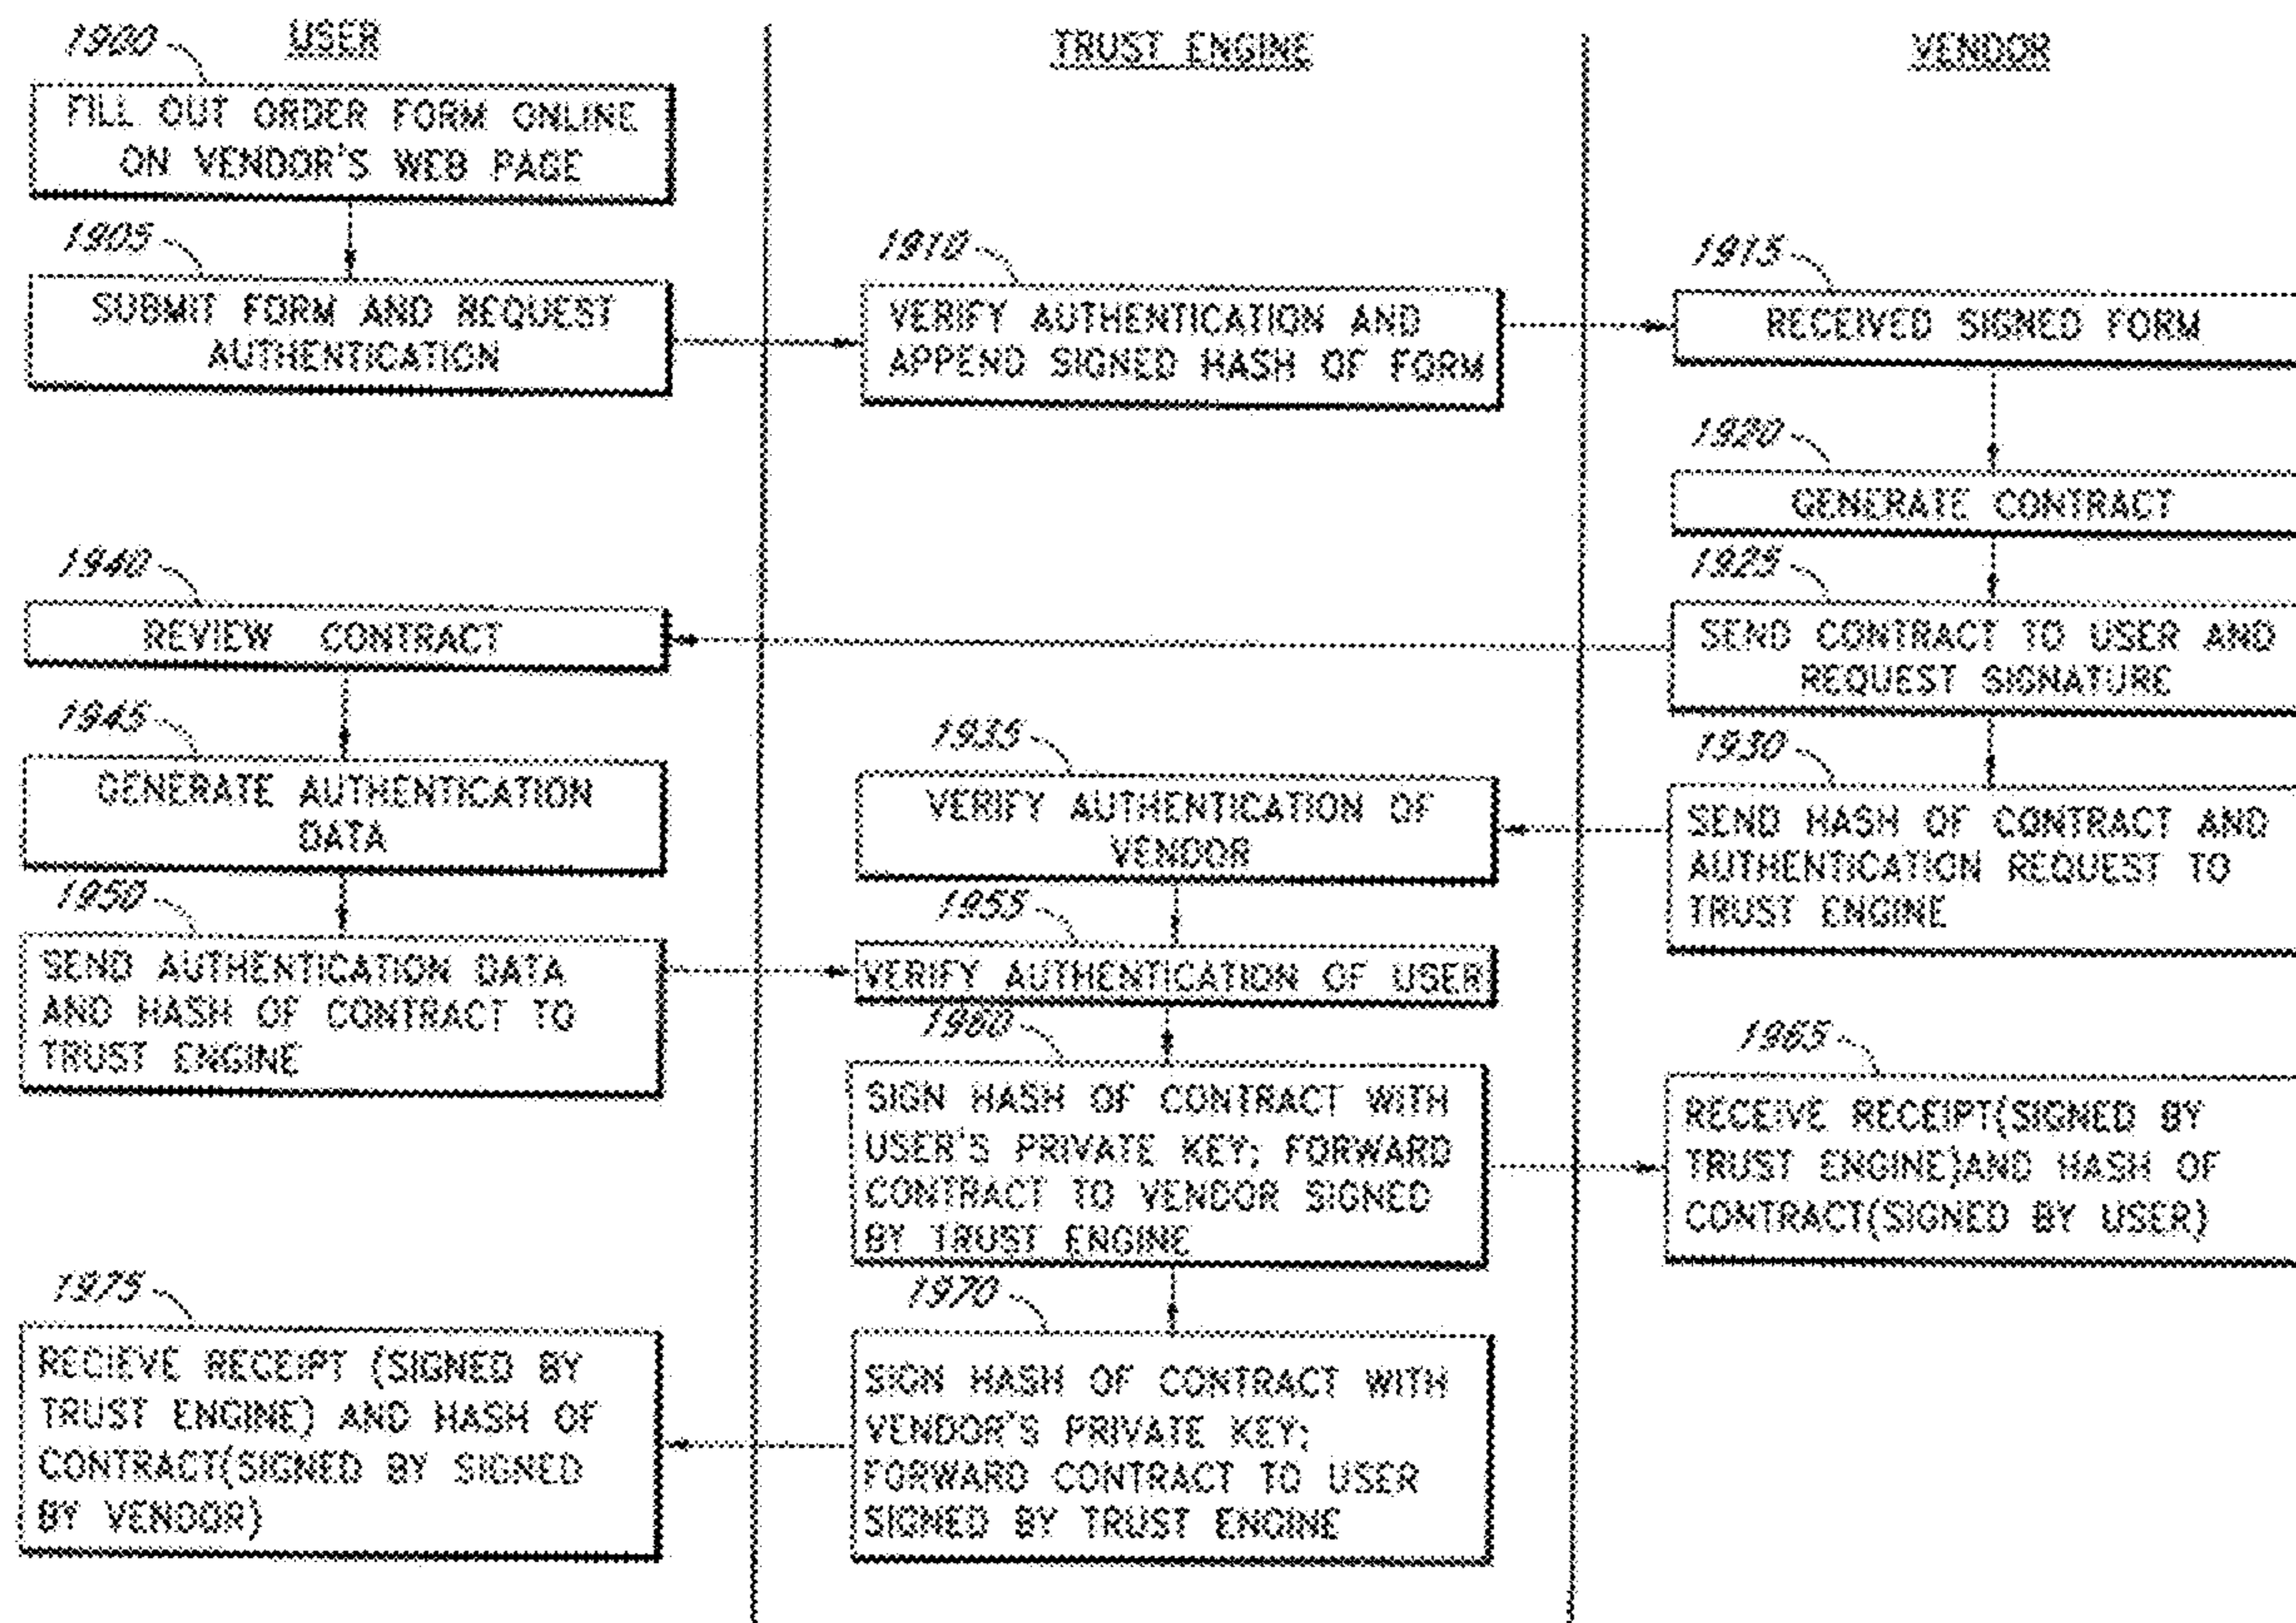 USER
TRUST ENGINE
VENDOR
1900
FILL OUT ORDER FORM ONLINE
ON VENDOR'S WEB PAGE
1905
SUBMIT FORM AND REQUEST
AUTHENTICATION
1910
VERIFY AUTHENTICATION AND
APPEND SIGNED HASH OF FORM
1915
RECEIVED SIGNED FORM
1920
GENERATE CONTRACT
1925
SEND CONTRACT TO USER AND
REQUEST SIGNATURE
1930
SEND HASH OF CONTRACT AND
AUTHENTICATION REQUEST TO
TRUST ENGINE
1935
VERIFY AUTHENTICATION OF
VENDOR
1940
REVIEW CONTRACT
1945
GENERATE AUTHENTICATION
DATA
1950
SEND AUTHENTICATION DATA
AND HASH OF CONTRACT TO
TRUST ENGINE
1955
VERIFY AUTHENTICATION OF USER
1960
SIGN HASH OF CONTRACT WITH
USER'S PRIVATE KEY; FORWARD
CONTRACT TO VENDOR SIGNED
BY TRUST ENGINE
1965
RECEIVE RECEIPT(SIGNED BY
TRUST ENGINE)AND HASH OF
CONTRACT(SIGNED BY USER)
1970
SIGN HASH OF CONTRACT WITH
VENDOR'S PRIVATE KEY;
FORWARD CONTRACT TO USER
SIGNED BY TRUST ENGINE
1975
RECIEVE RECEIPT (SIGNED BY
TRUST ENGINE) AND HASH OF
CONTRACT(SIGNED BY SIGNED
BY VENDOR)